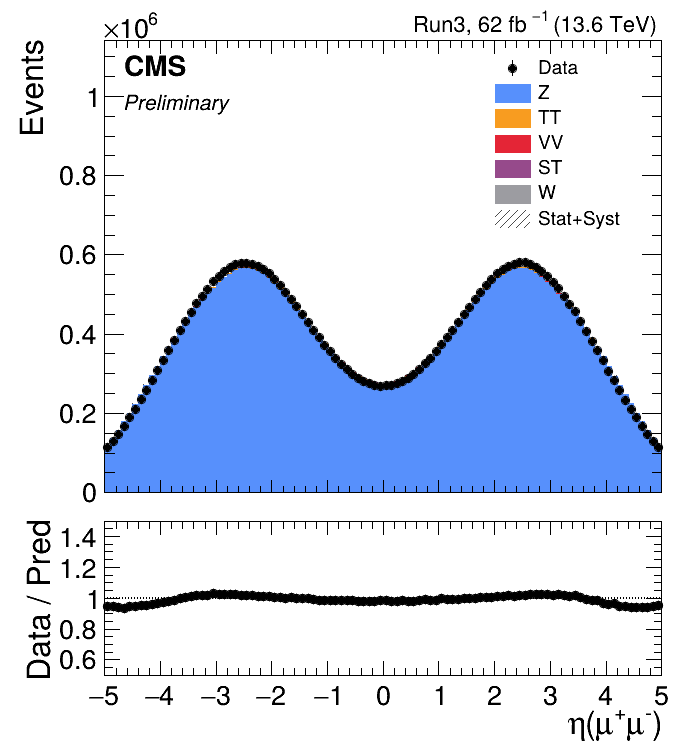 ×10⁶
Run3, 62 fb⁻¹ (13.6 TeV)
CMS
Preliminary
Data
Z
TT
VV
ST
W
Stat+Syst
Events
1
0.8
0.6
0.4
0.2
0
Data / Pred
1.4
1.2
1
0.8
0.6
−5 −4 −3 −2 −1 0 1 2 3 4 5
η(μ⁺μ⁻)